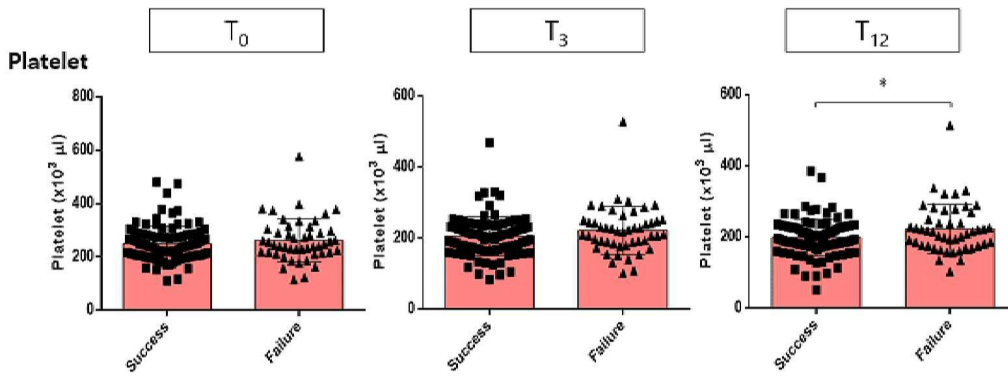 T0
T3
T12
Platelet
Platelet (x10³ µl)
800
600
400
200
0
Success
Failure
Platelet (x10³ µl)
600
400
200
0
Success
Failure
Platelet (x10³ µl)
600
400
200
0
*
Success
Failure